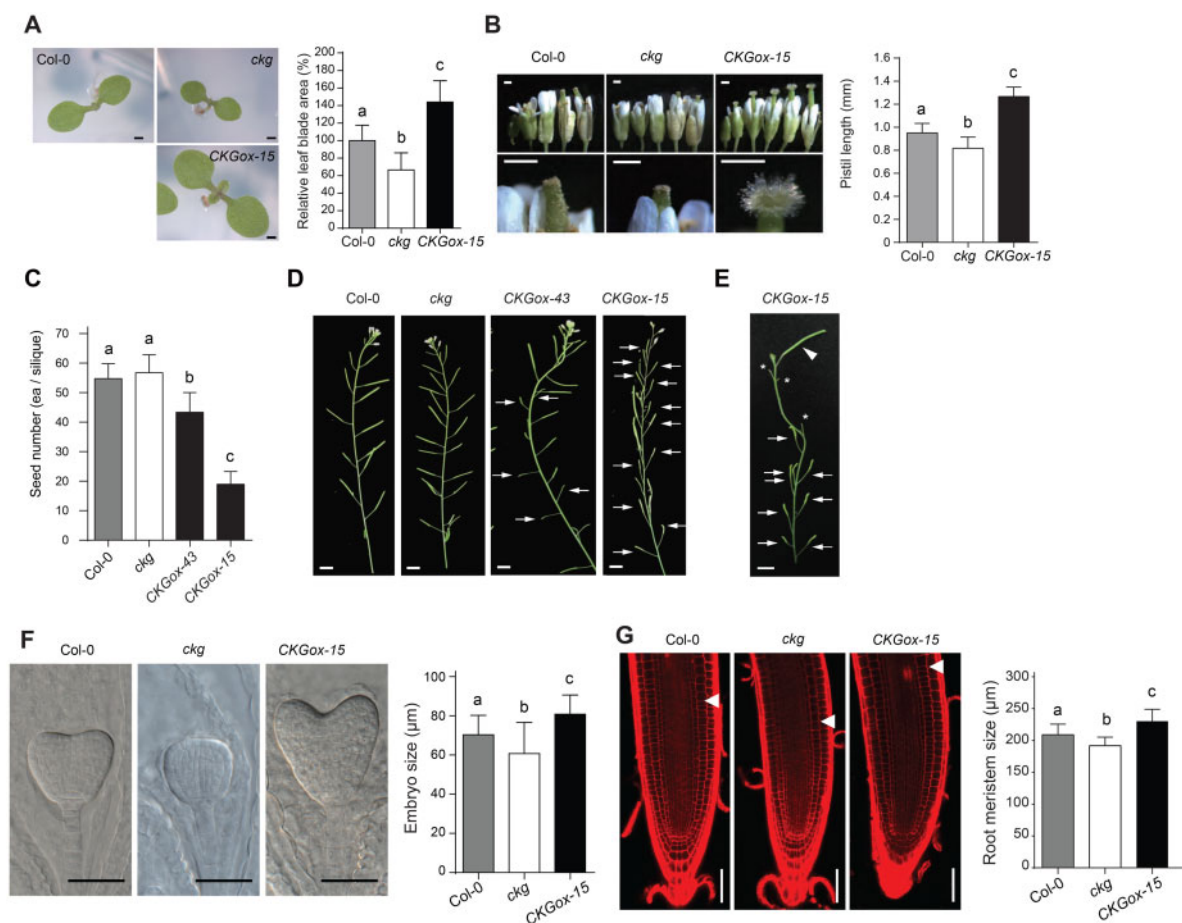 A
Col-0
ckg
CKGox-15
Relative leaf blade area (%)
200
180
160
140
120
100
80
60
40
20
0
a
b
c
Col-0
ckg
CKGox-15
B
Col-0
ckg
CKGox-15
Pistil length (mm)
1.6
1.4
1.2
1.0
0.8
0.6
0.4
0.2
0
a
b
c
Col-0
ckg
CKGox-15
C
Seed number (ea / silique)
70
60
50
40
30
20
10
0
a
a
b
c
Col-0
ckg
CKGox-43
CKGox-15
D
Col-0
ckg
CKGox-43
CKGox-15
E
CKGox-15
*
*
*
F
Col-0
ckg
CKGox-15
Embryo size (µm)
100
80
60
40
20
0
a
b
c
Col-0
ckg
CKGox-15
G
Col-0
ckg
CKGox-15
Root meristem size (µm)
300
250
200
150
100
50
0
a
b
c
Col-0
ckg
CKGox-15